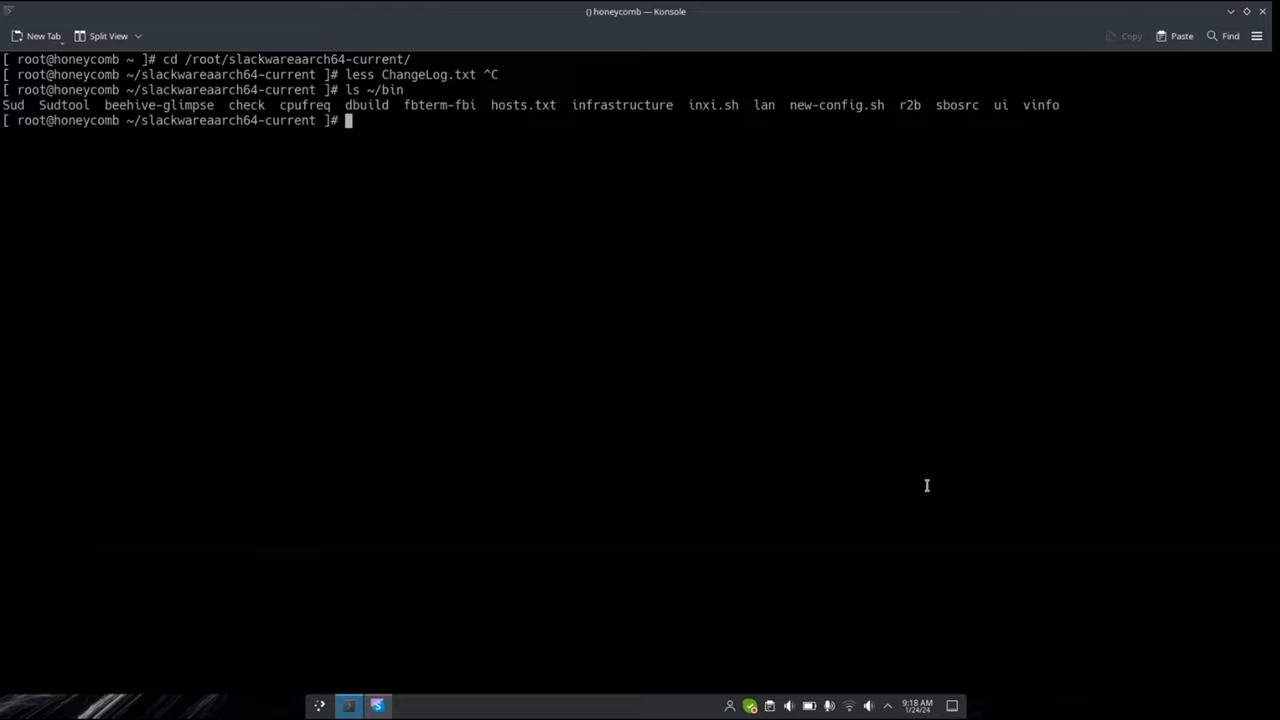 () honeycomb — Konsole
New Tab Split View Copy Paste Find
[ root@honeycomb ~ ]# cd /root/slackwareaarch64-current/
[ root@honeycomb ~/slackwareaarch64-current ]# less ChangeLog.txt ^C
[ root@honeycomb ~/slackwareaarch64-current ]# ls ~/bin
Sud Sudtool beehive-glimpse check cpufreq dbuild fbterm-fbi hosts.txt infrastructure inxi.sh lan new-config.sh r2b sbosrc ui vinfo
[ root@honeycomb ~/slackwareaarch64-current ]#
9:18 AM
1/24/24